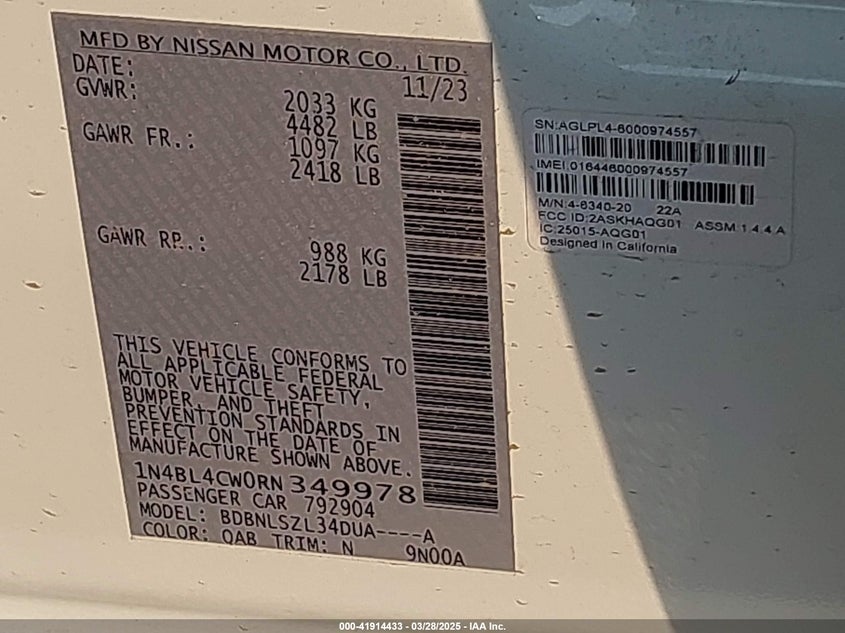 MFD BY NISSAN MOTOR CO., LTD.
DATE: 11/23
GVWR: 2033 KG
4482 LB
GAWR FR.: 1097 KG
2418 LB
GAWR RR.: 988 KG
2178 LB
THIS VEHICLE CONFORMS TO
ALL APPLICABLE FEDERAL
MOTOR VEHICLE SAFETY,
BUMPER, AND THEFT
PREVENTION STANDARDS IN
EFFECT ON THE DATE OF
MANUFACTURE SHOWN ABOVE.
1N4BL4CW0RN349978
PASSENGER CAR 792904
MODEL: BDBNLSZL34DUA----A
COLOR: QAB TRIM: N 9N00A
SN:AGLPL4-6000974557
IMEI:016446000974557
M/N:4-6340-20 22A
FCC ID:2ASKHAQG01 ASSM 1.4.4 A
IC:25015-AQG01
Designed in California
000-41914433 - 03/28/2025 - IAA Inc.